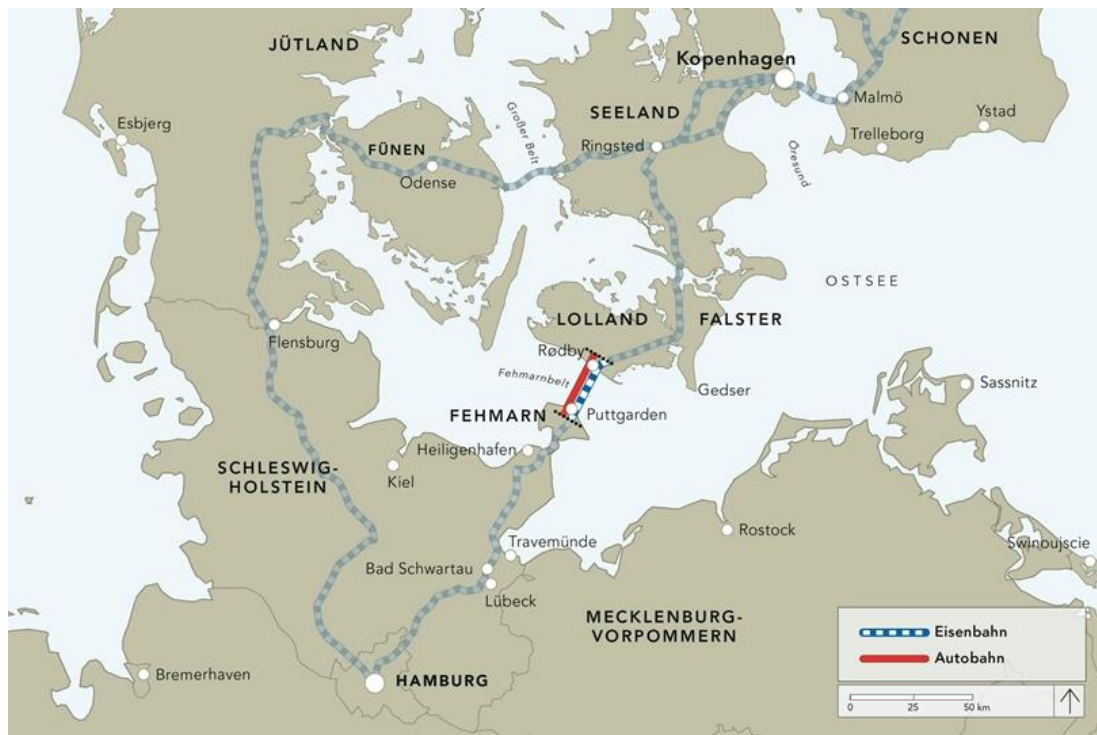 JÜTLAND
SCHONEN
Kopenhagen
Malmö
SEELAND
Esbjerg
Großer Belt
Ystad
Trelleborg
FÜNEN
Ringsted
Öresund
Odense
OSTSEE
LOLLAND
FALSTER
Flensburg
Rødby
Fehmarnbelt
Gedser
Sassnitz
FEHMARN
Puttgarden
Heiligenhafen
SCHLESWIG-
HOLSTEIN
Kiel
Rostock
Travemünde
Swinoujscie
Bad Schwartau
Lübeck
MECKLENBURG-
VORPOMMERN
Eisenbahn
Autobahn
Bremerhaven
HAMBURG
0 25 50 km